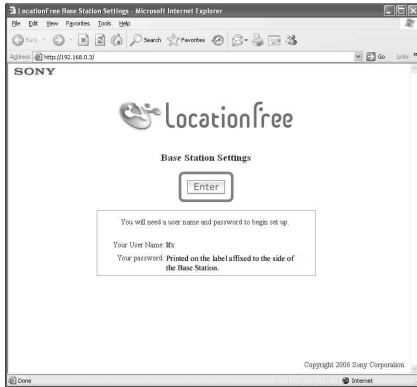 LocationFree Base Station Settings - Microsoft Internet Explorer
File Edit View Favorites Tools Help
Back Search Favorites
Address http://192.168.0.3/ Go Links
SONY
LocationFree
Base Station Settings
Enter
You will need a user name and password to begin set up.
Your User Name: lfx
Your password: Printed on the label affixed to the side of
the Base Station.
Copyright 2006 Sony Corporation
Done Internet